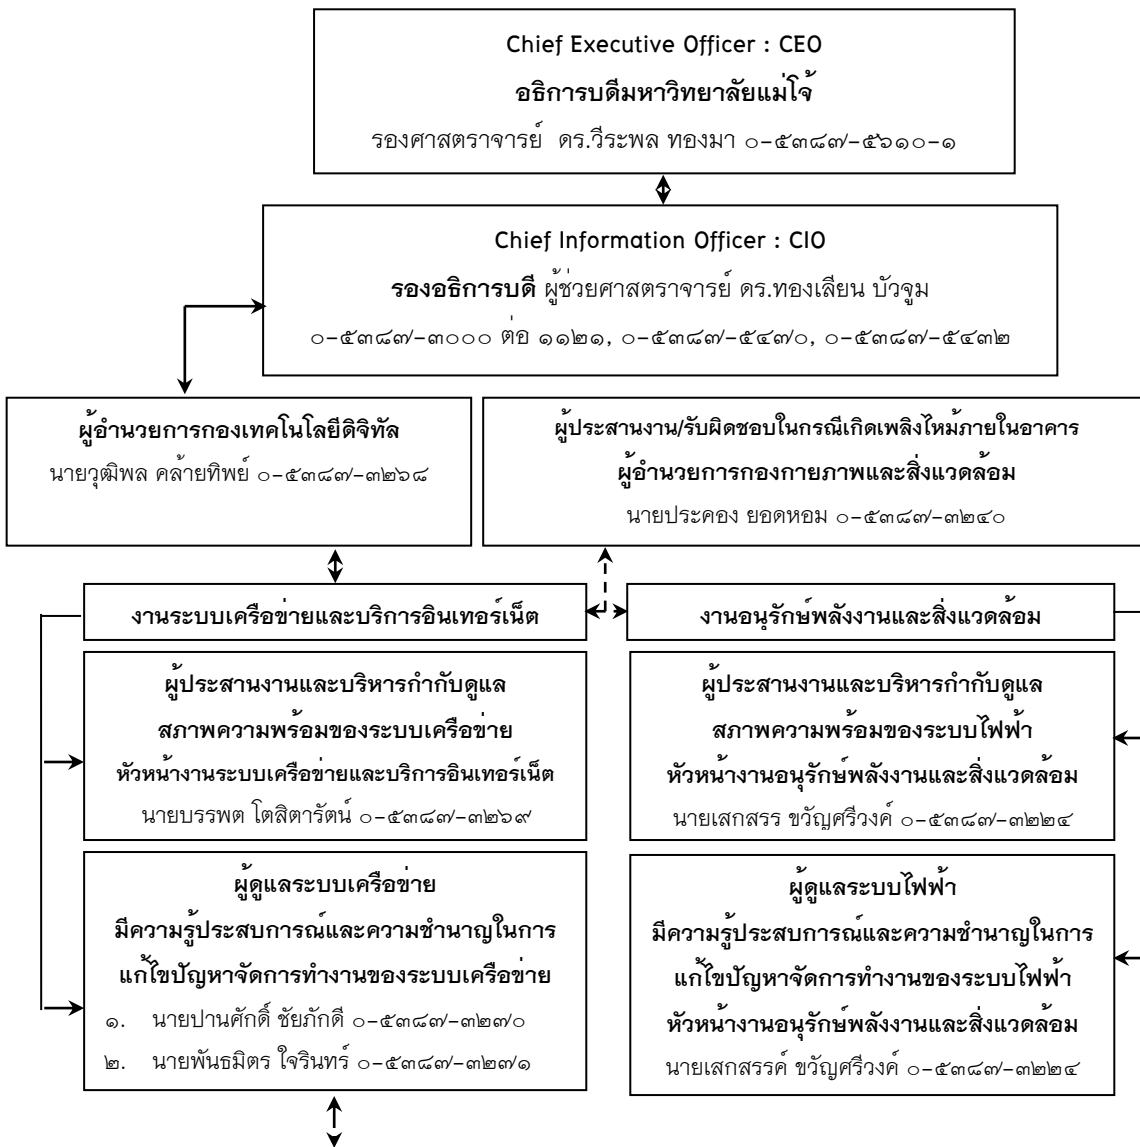 Chief Executive Officer : CEO
อธิการบดีมหาวิทยาลัยแม่โจ้
รองศาสตราจารย์ ดร.วีระพล ทองมา ๐-๕๓๘๗-๕๖๑๐-๑
Chief Information Officer : CIO
รองอธิการบดี ผู้ช่วยศาสตราจารย์ ดร.ทองเลียน บัวจูม
๐-๕๓๘๗-๓๐๐๐ ต่อ ๑๑๒๑, ๐-๕๓๘๗-๕๔๗๐, ๐-๕๓๘๗-๕๔๓๒
ผู้อำนวยการกองเทคโนโลยีดิจิทัล
นายวุฒิพล คล้ายทิพย์ ๐-๕๓๘๗-๓๒๖๘
ผู้ประสานงาน/รับผิดชอบในกรณีเกิดเพลิงไหม้ภายในอาคาร
ผู้อำนวยการกองกายภาพและสิ่งแวดล้อม
นายประคอง ยอดหอม ๐-๕๓๘๗-๓๒๔๐
งานระบบเครือข่ายและบริการอินเทอร์เน็ต
งานอนุรักษ์พลังงานและสิ่งแวดล้อม
ผู้ประสานงานและบริหารกำกับดูแล
สภาพความพร้อมของระบบเครือข่าย
หัวหน้างานระบบเครือข่ายและบริการอินเทอร์เน็ต
นายบรรพต โตสิตารัตน์ ๐-๕๓๘๗-๓๒๖๙
ผู้ประสานงานและบริหารกำกับดูแล
สภาพความพร้อมของระบบไฟฟ้า
หัวหน้างานอนุรักษ์พลังงานและสิ่งแวดล้อม
นายเสกสรร ขวัญศรีวงค์ ๐-๕๓๘๗-๓๒๒๔
ผู้ดูแลระบบเครือข่าย
มีความรู้ประสบการณ์และความชำนาญในการ
แก้ไขปัญหาจัดการทำงานของระบบเครือข่าย
๑. นายปานศักดิ์ ชัยภักดี ๐-๕๓๘๗-๓๒๗๐
๒. นายพันธมิตร ใจรินทร์ ๐-๕๓๘๗-๓๒๗๑
ผู้ดูแลระบบไฟฟ้า
มีความรู้ประสบการณ์และความชำนาญในการ
แก้ไขปัญหาจัดการทำงานของระบบไฟฟ้า
หัวหน้างานอนุรักษ์พลังงานและสิ่งแวดล้อม
นายเสกสรรค์ ขวัญศรีวงค์ ๐-๕๓๘๗-๓๒๒๔